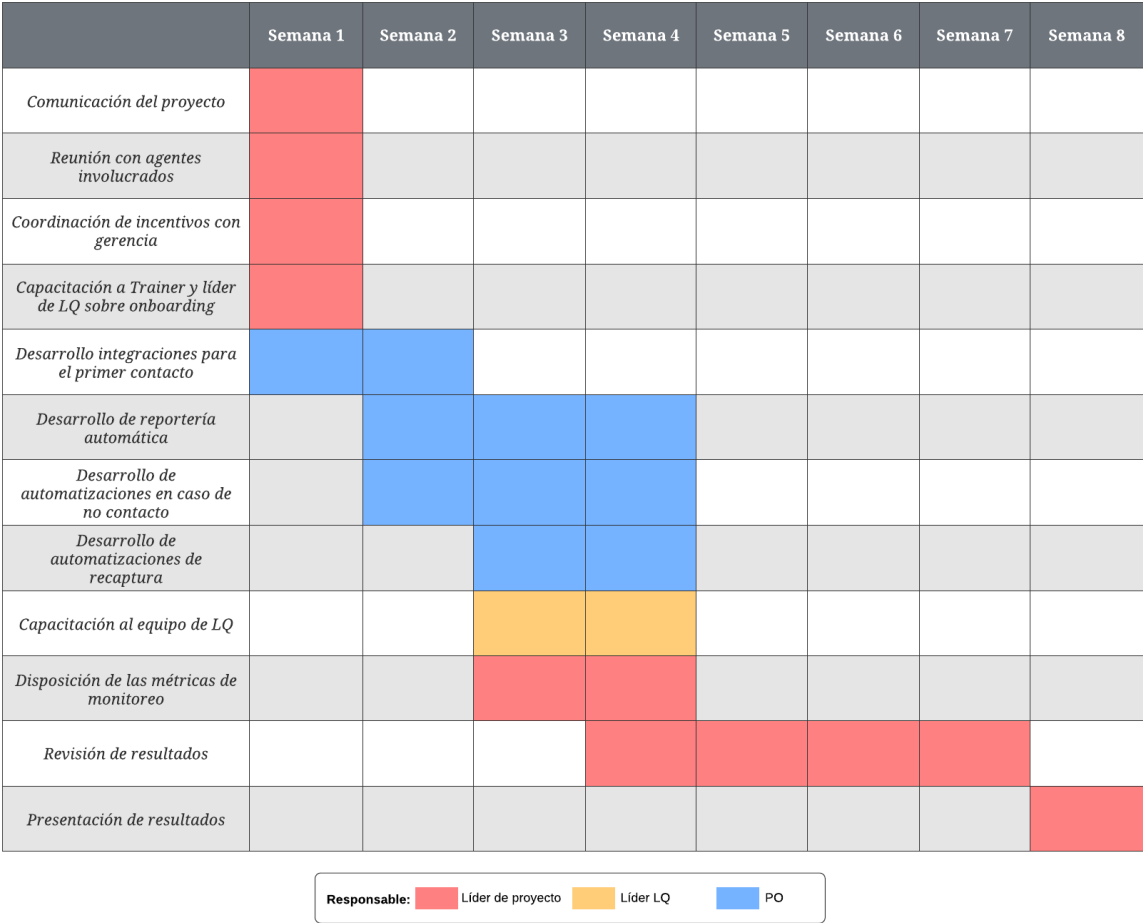 Semana 1 Semana 2 Semana 3 Semana 4 Semana 5 Semana 6 Semana 7 Semana 8
Comunicación del proyecto
Reunión con agentes
involucrados
Coordinación de incentivos con
gerencia
Capacitación a Trainer y líder
de LQ sobre onboarding
Desarrollo integraciones para
el primer contacto
Desarrollo de reportería
automática
Desarrollo de
automatizaciones en caso de
no contacto
Desarrollo de
automatizaciones de
recaptura
Capacitación al equipo de LQ
Disposición de las métricas de
monitoreo
Revisión de resultados
Presentación de resultados
Responsable: Líder de proyecto Líder LQ PO